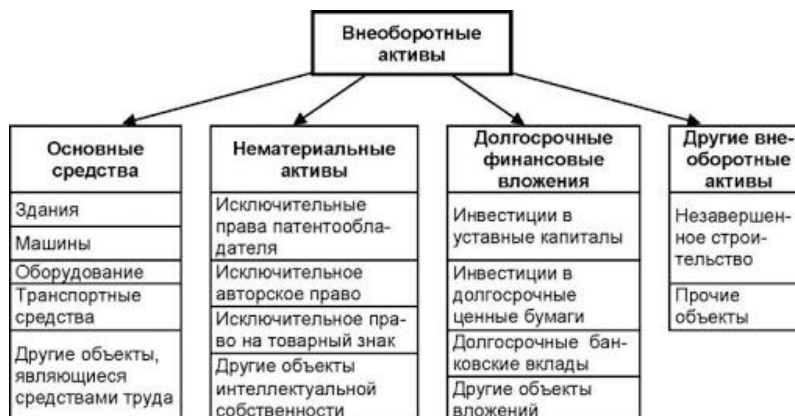 Внеоборотные
активы
Основные
средства
Здания
Машины
Оборудование
Транспортные
средства
Другие объекты,
являющиеся
средствами труда
Нематериальные
активы
Исключительные
права патентообла-
дателя
Исключительное
авторское право
Исключительное пра-
во на товарный знак
Другие объекты
интеллектуальной
собственности
Долгосрочные
финансовые
вложения
Инвестиции в
уставные капиталы
Инвестиции в
долгосрочные
ценные бумаги
Долгосрочные бан-
ковские вклады
Другие объекты
вложений
Другие вне-
оборотные
активы
Незавершен-
ное строи-
тельство
Прочие
объекты